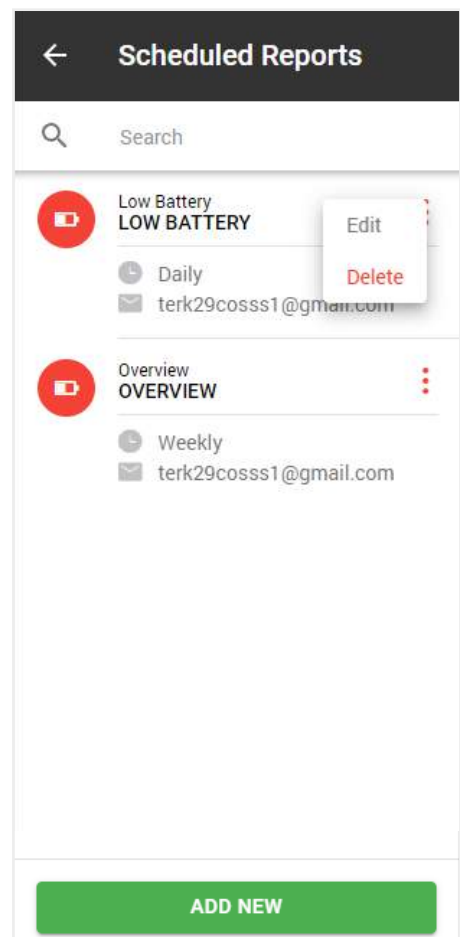 Scheduled Reports
Search
Low Battery
LOW BATTERY
Edit
Daily
Delete
terk29cosss1@gmail.com
Overview
OVERVIEW
Weekly
terk29cosss1@gmail.com
ADD NEW